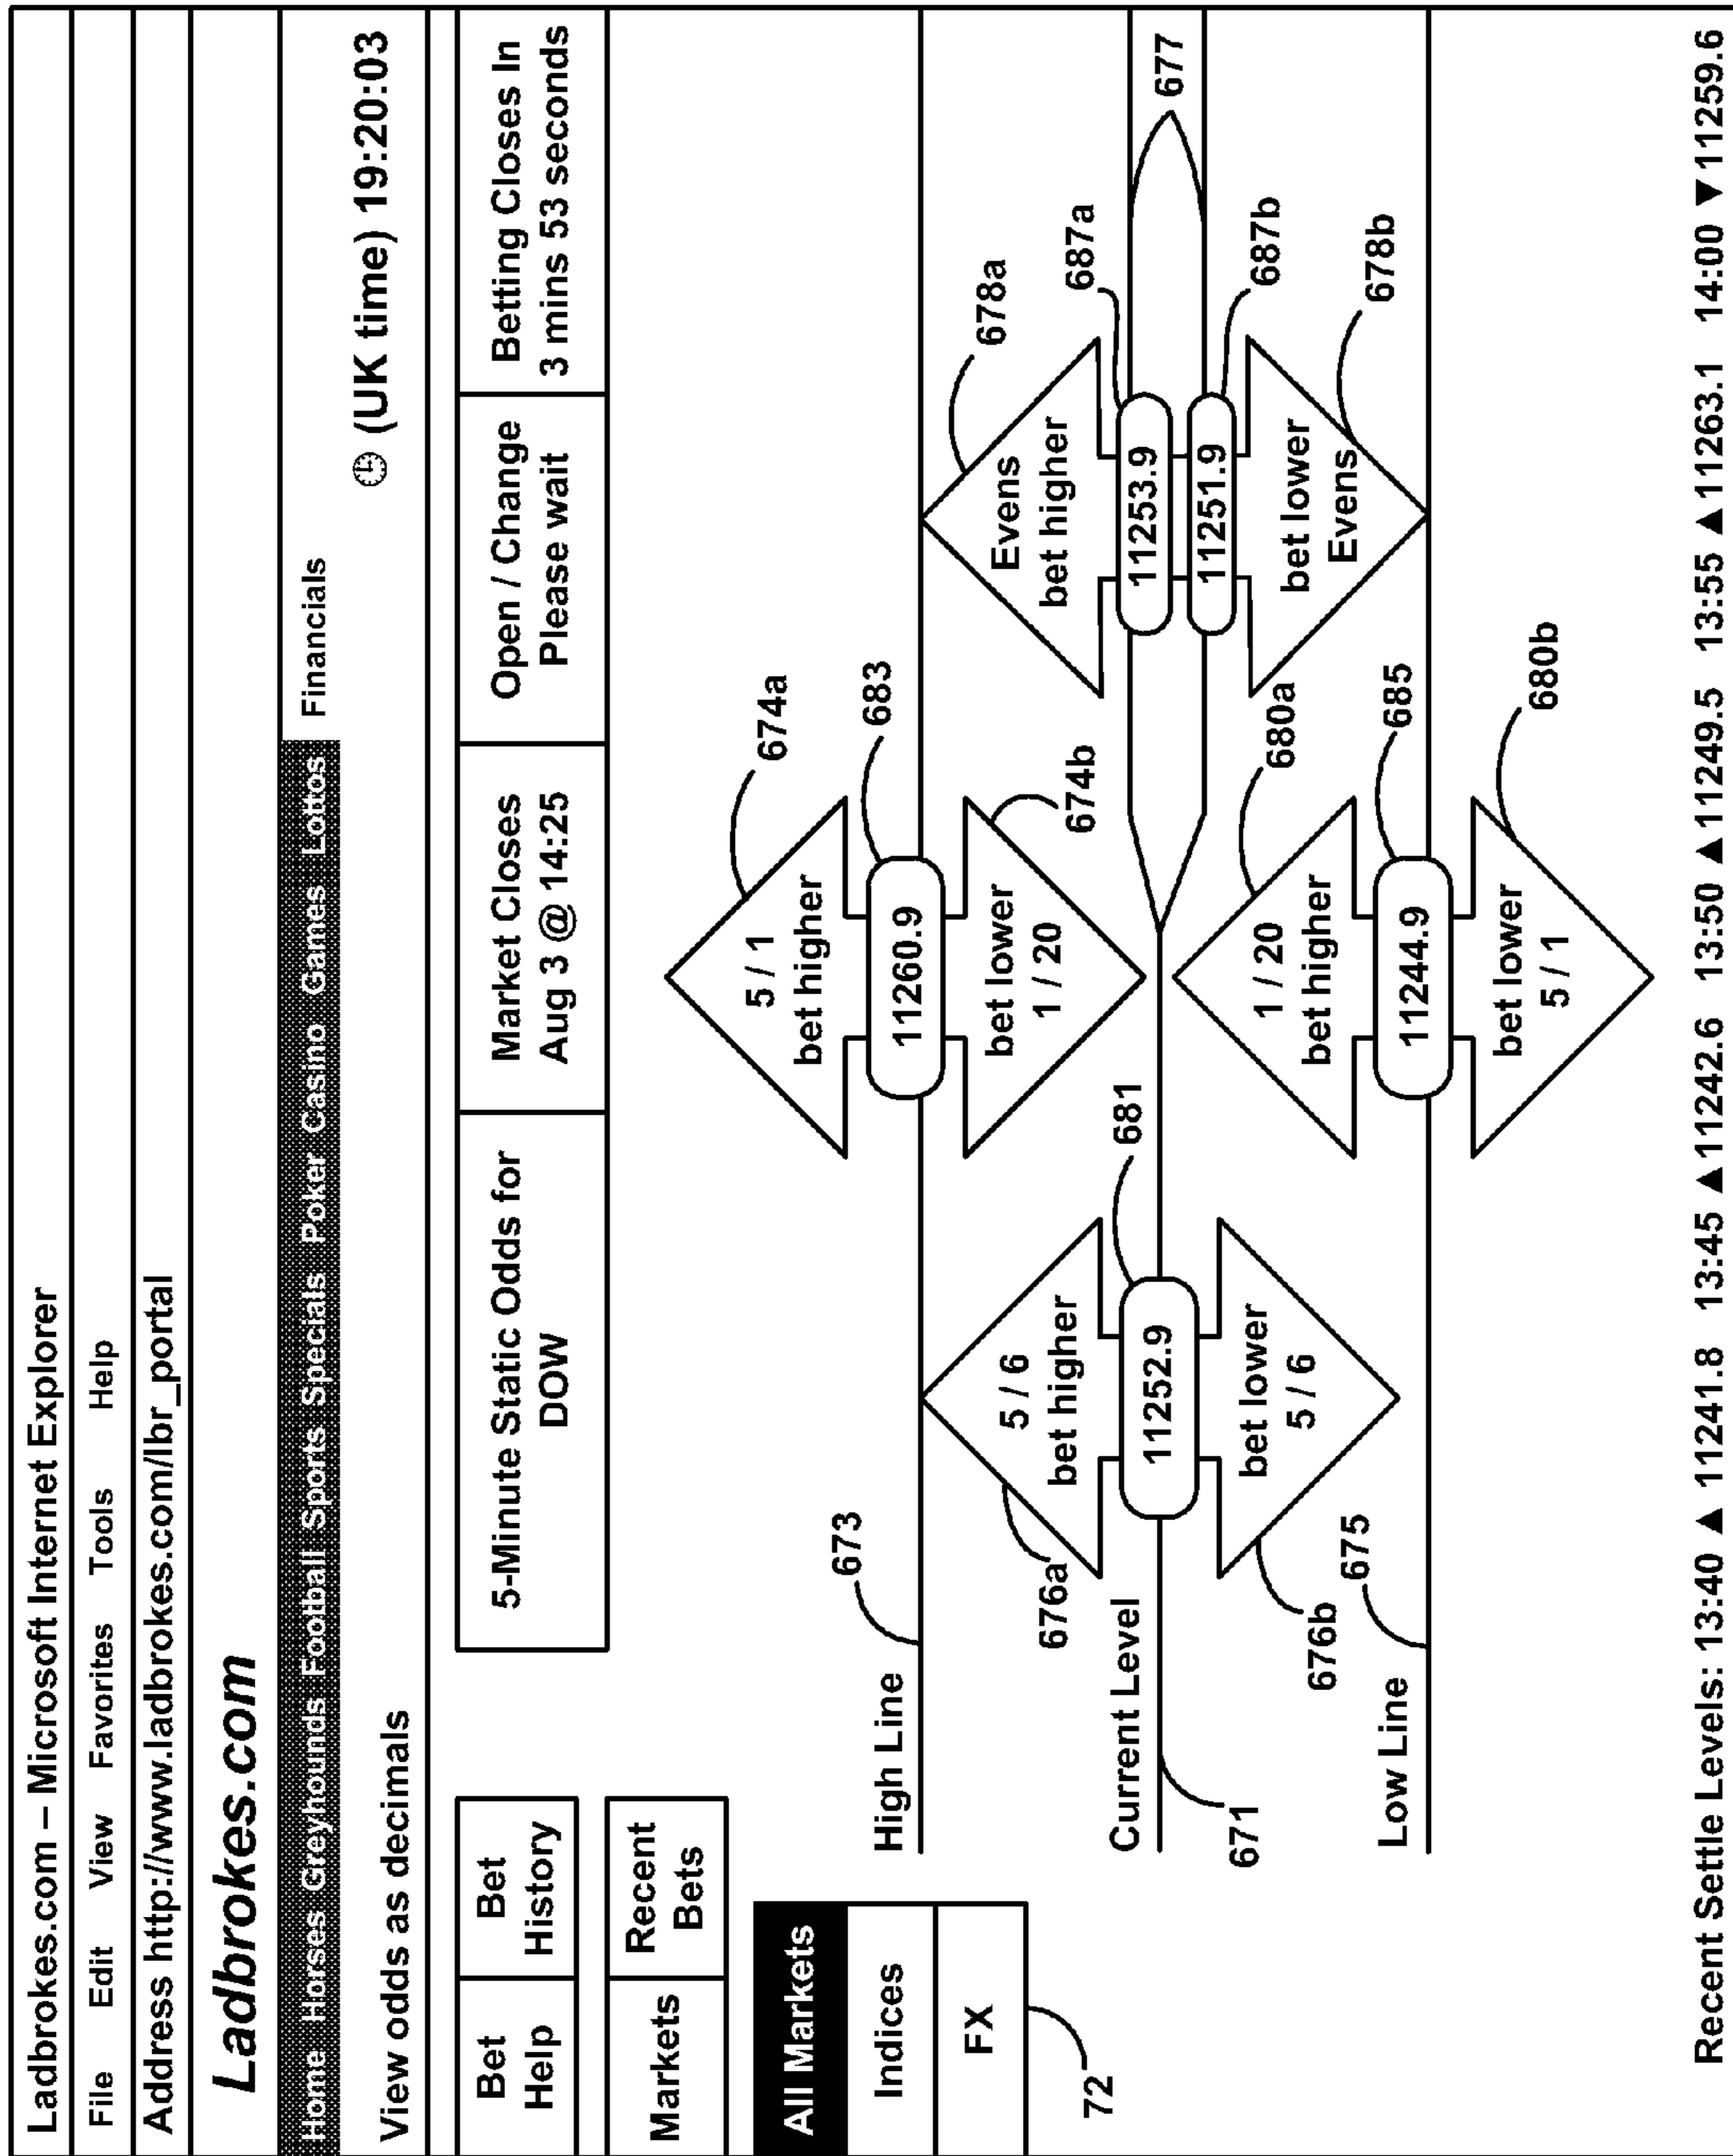 Ladbrokes.com – Microsoft Internet Explorer
File Edit View Favorites Tools Help
Address http://www.ladbrokes.com/lbr_portal
Ladbrokes.com
Home Horses Greyhounds Football Sports Specials Poker Casino Games Lottos Financials
(UK time) 19:20:03
View odds as decimals
Bet Help
Bet History
Markets
Recent Bets
All Markets
Indices
FX
72
5-Minute Static Odds for
DOW
Market Closes
Aug 3 @ 14:25
Open / Change
Please wait
Betting Closes In
3 mins 53 seconds
High Line
673
5 / 1
bet higher
674a
11260.9
683
bet lower
1 / 20
674b
Current Level
671
676a
5 / 6
bet higher
11252.9
681
bet lower
5 / 6
676b
Evens
bet higher
678a
11253.9
687a
677
11251.9
687b
bet lower
Evens
678b
Low Line
675
1 / 20
bet higher
680a
11244.9
685
bet lower
5 / 1
680b
Recent Settle Levels: 13:40 ▲ 11241.8 13:45 ▲11242.6 13:50 ▲11249.5 13:55 ▲11263.1 14:00 ▼11259.6